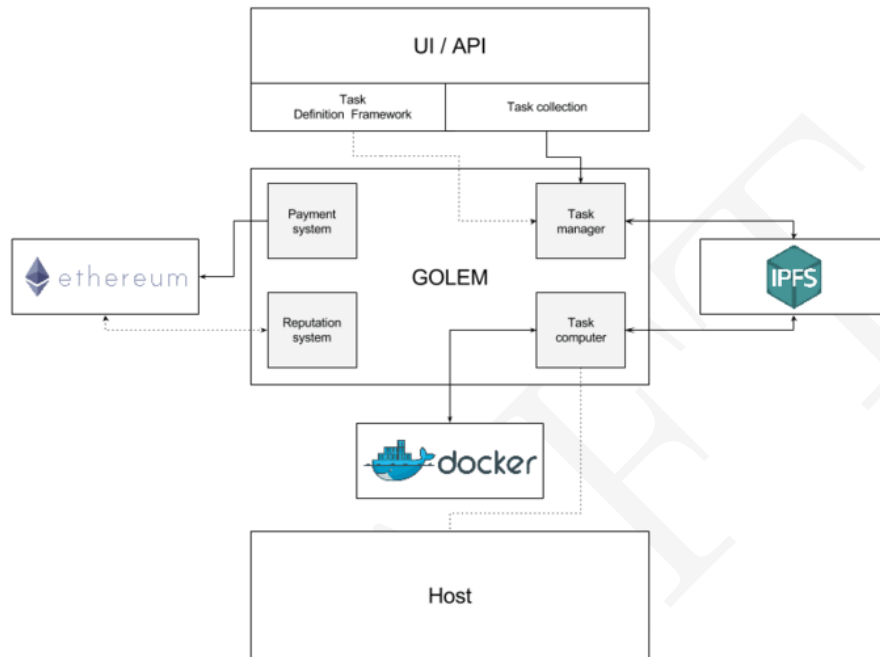 UI / API
Task
Definition Framework
Task collection
Payment
system
Task
manager
ethereum
GOLEM
IPFS
Reputation
system
Task
computer
docker
Host